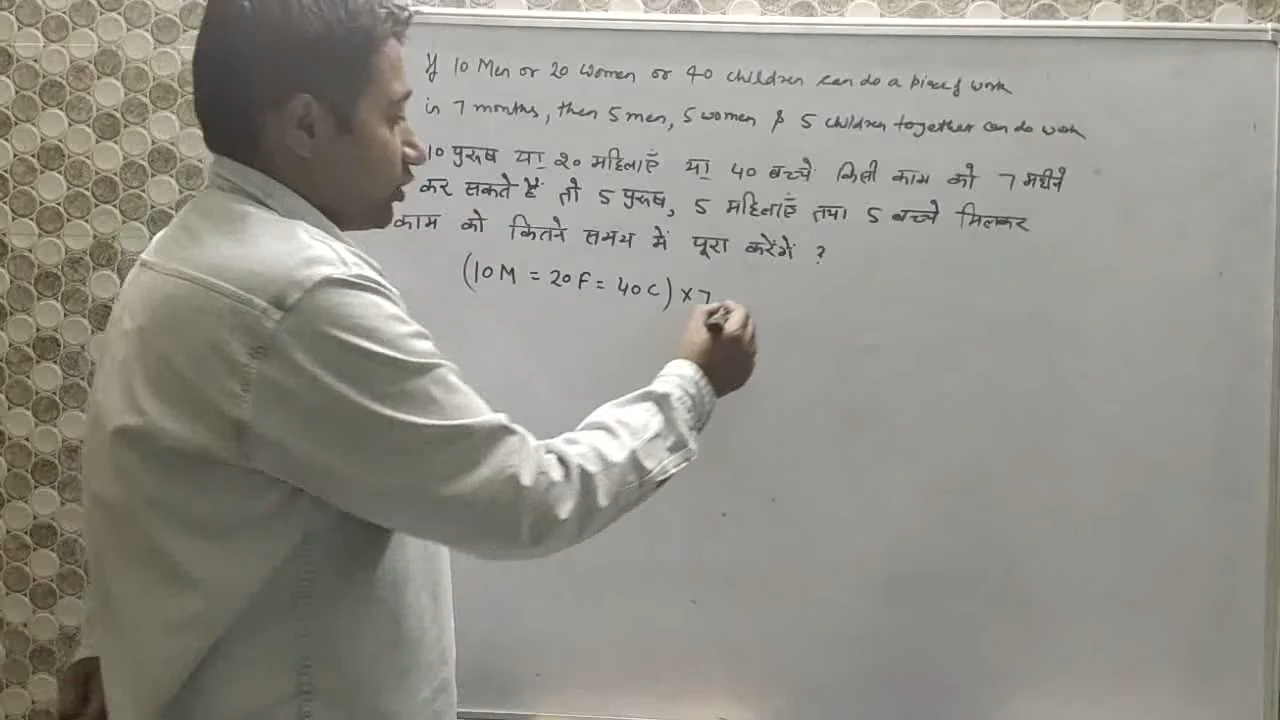 If 10 Men or 20 women or 40 children can do a piece of work
in 7 months, then 5 men, 5 women & 5 children together can do work
10 पुरूष या 20 महिलाएँ या 40 बच्चे किसी काम को 7 महीने
कर सकते हैं तो 5 पुरूष, 5 महिलाएँ तथा 5 बच्चे मिलकर
काम को कितने समय में पूरा करेंगें ?
(10M = 20F = 40C) × 7